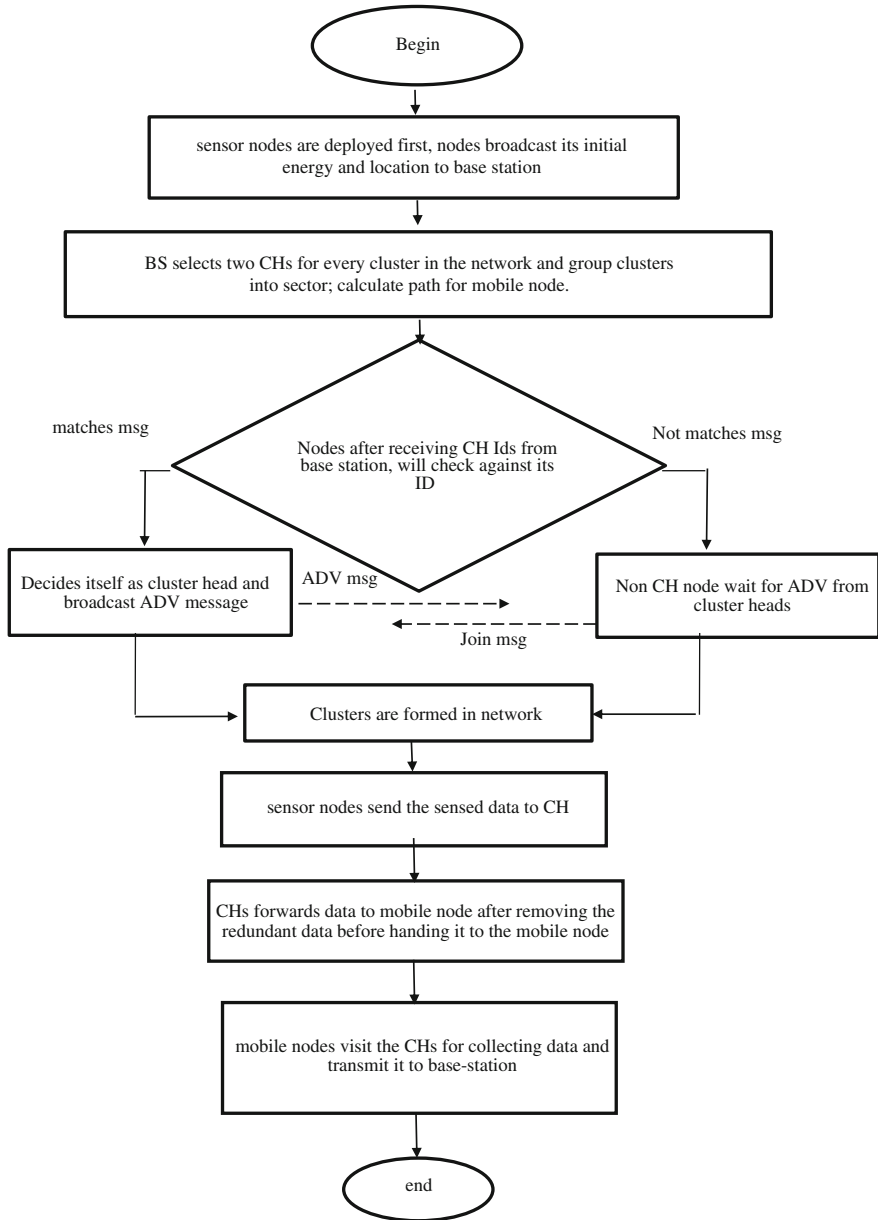 Begin
sensor nodes are deployed first, nodes broadcast its initial
energy and location to base station
BS selects two CHs for every cluster in the network and group clusters
into sector; calculate path for mobile node.
matches msg
Not matches msg
Nodes after receiving CH Ids from
base station, will check against its
ID
Decides itself as cluster head and
broadcast ADV message
ADV msg
Join msg
Non CH node wait for ADV from
cluster heads
Clusters are formed in network
sensor nodes send the sensed data to CH
CHs forwards data to mobile node after removing the
redundant data before handing it to the mobile node
mobile nodes visit the CHs for collecting data and
transmit it to base-station
end